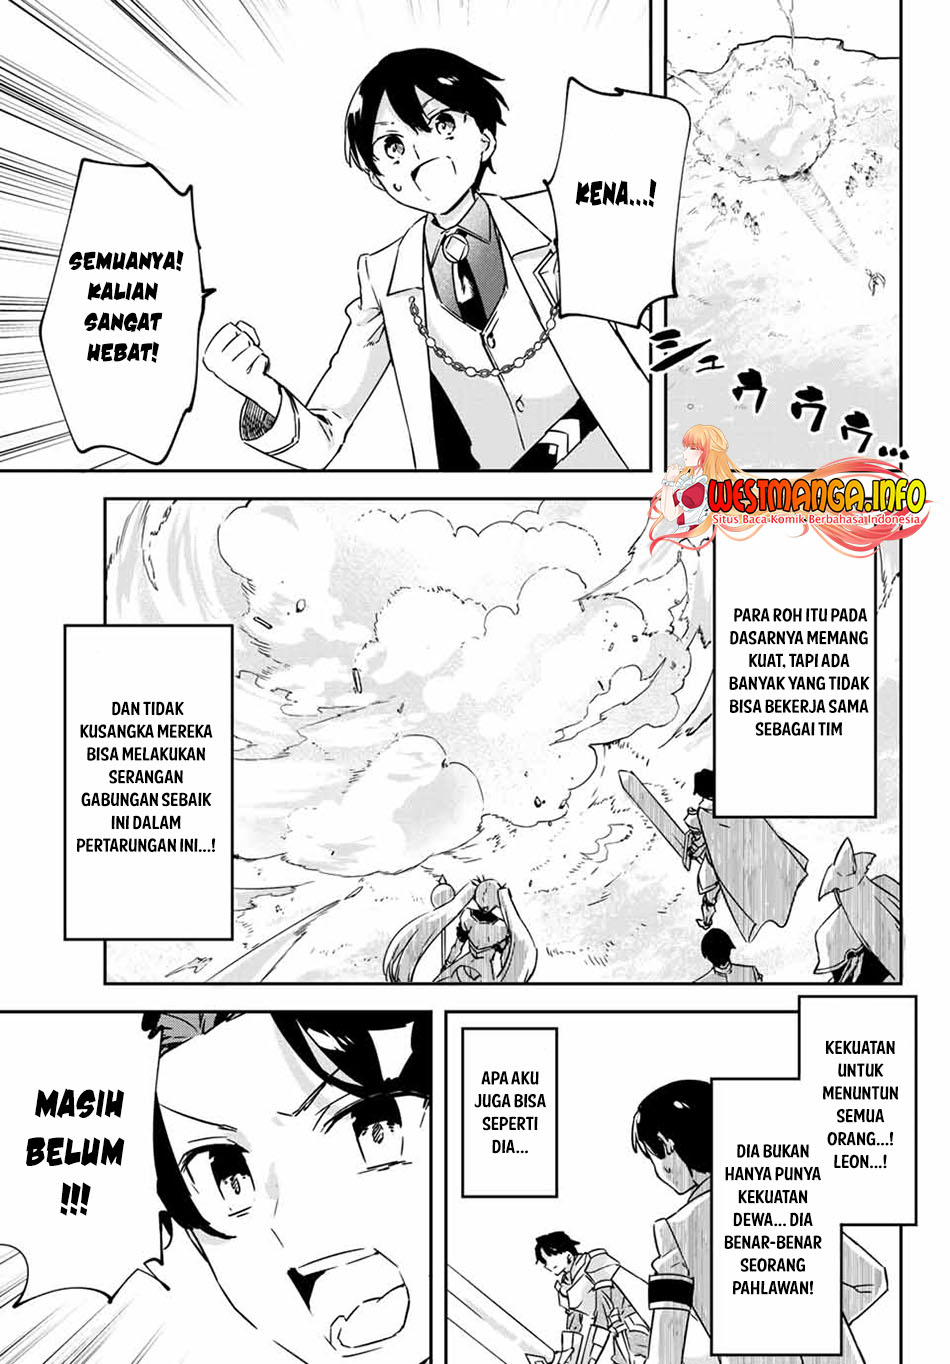 シュウウゥ...
KENA...!
SEMUANYA!
KALIAN
SANGAT
HEBAT!
WESTMANGA.INFO
SITUS BACA KOMIK BERBAHASA INDONESIA
PARA ROH ITU PADA
DASARNYA MEMANG
KUAT, TAPI ADA
BANYAK YANG TIDAK
BISA BEKERJA SAMA
SEBAGAI TIM
DAN TIDAK
KUSANGKA MEREKA
BISA MELAKUKAN
SERANGAN
GABUNGAN SEBAIK
INI DALAM
PERTARUNGAN INI...!
KEKUATAN
UNTUK
MENUNTUN
SEMUA
ORANG...!
LEON...!
DIA BUKAN
HANYA PUNYA
KEKUATAN
DEWA... DIA
BENAR-BENAR
SEORANG
PAHLAWAN!
APA AKU
JUGA BISA
SEPERTI
DIA...
MASIH
BELUM
!!!